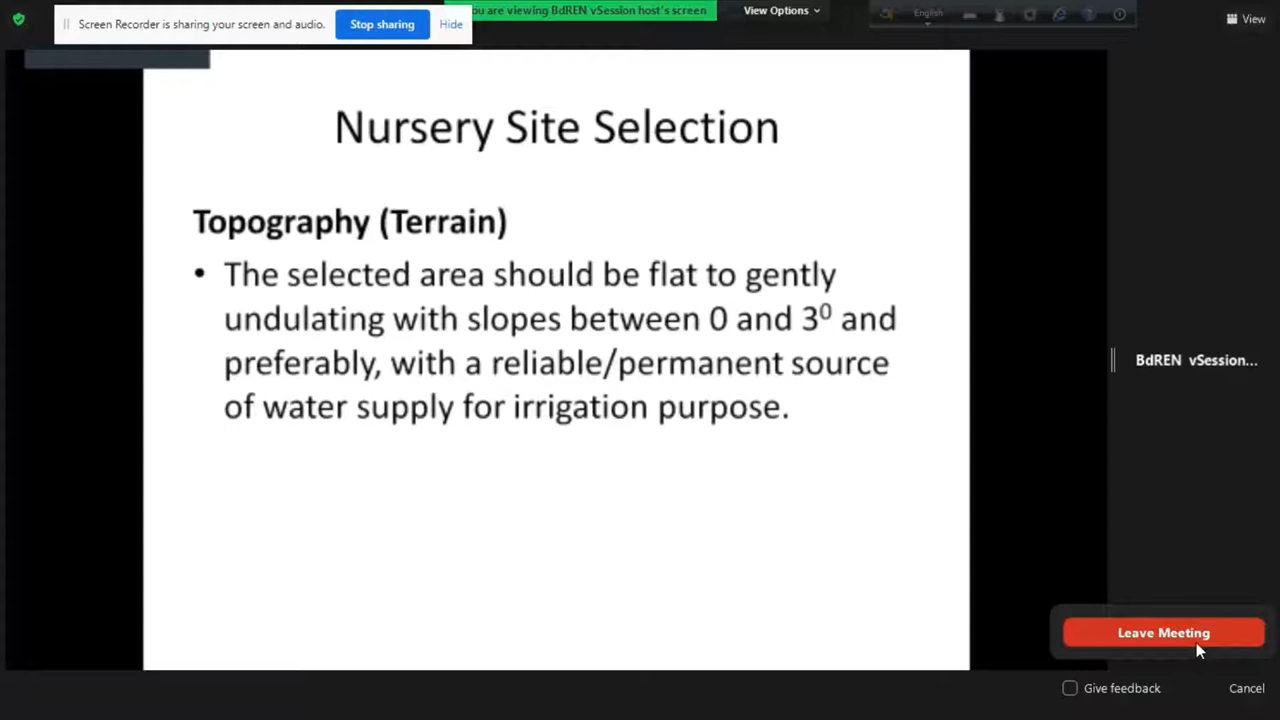 Screen Recorder is sharing your screen and audio.
Stop sharing
Hide
ou are viewing BdREN vSession host's screen
View Options
English
View
Nursery Site Selection
Topography (Terrain)
• The selected area should be flat to gently
undulating with slopes between 0 and 3⁰ and
preferably, with a reliable/permanent source
of water supply for irrigation purpose.
BdREN vSession...
Leave Meeting
Give feedback
Cancel